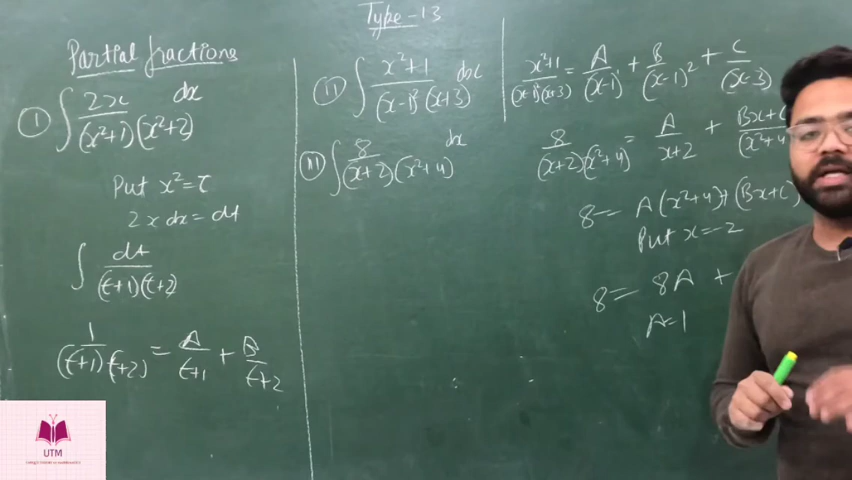 Type-13
Partial fractions
I ∫ 2x/(x²+1)(x²+2) dx
Put x²=t
2x dx = dt
∫ dt/(t+1)(t+2)
1/(t+1)(t+2) = A/t+1 + B/t+2
II ∫ x²+1/(x-1)²(x+3) dx
III ∫ 8/(x+2)(x²+4) dx
x²+1/(x-1)²(x+3) = A/(x-1) + B/(x-1)² + C/(x-3)
8/(x+2)(x²+4) = A/x+2 + Bx+C/(x²+4
8= A(x²+4)+(Bx+C)
Put x=-2
8= 8A +
A=1
UTM